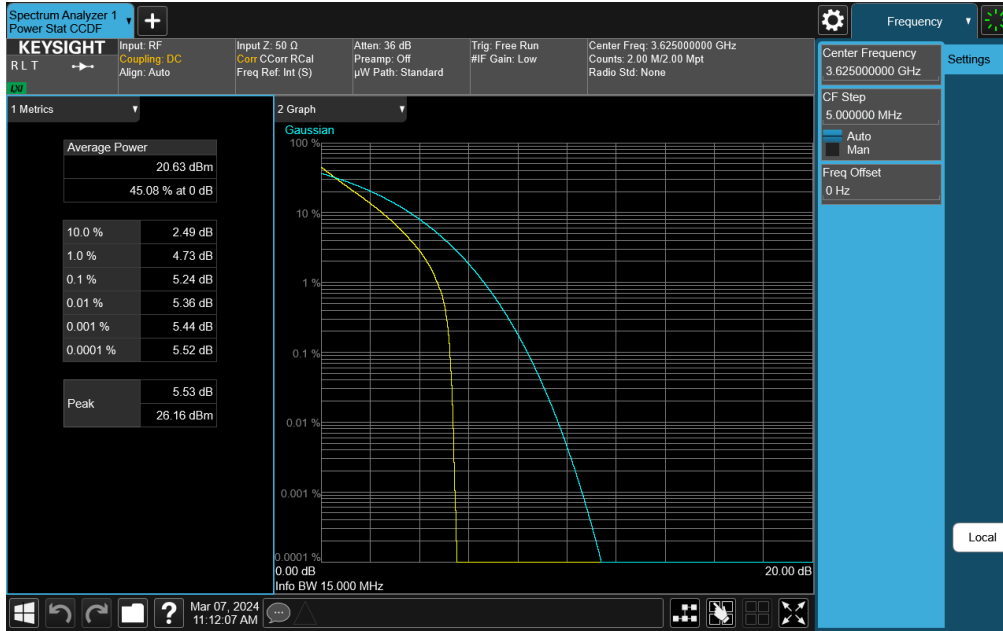 Spectrum Analyzer 1
Power Stat CCDF
Frequency
KEYSIGHT
R L T
LXI
Input: RF
Coupling: DC
Align: Auto
Input Z: 50 Ω
Corr CCorr RCal
Freq Ref: Int (S)
Atten: 36 dB
Preamp: Off
µW Path: Standard
Trig: Free Run
#IF Gain: Low
Center Freq: 3.625000000 GHz
Counts: 2.00 M/2.00 Mpt
Radio Std: None
Center Frequency
3.625000000 GHz
Settings
CF Step
5.000000 MHz
Auto
Man
Freq Offset
0 Hz
Local
1 Metrics
Average Power
20.63 dBm
45.08 % at 0 dB
10.0 % 2.49 dB
1.0 % 4.73 dB
0.1 % 5.24 dB
0.01 % 5.36 dB
0.001 % 5.44 dB
0.0001 % 5.52 dB
Peak
5.53 dB
26.16 dBm
2 Graph
Gaussian
100 %
10 %
1 %
0.1 %
0.01 %
0.001 %
0.0001 %
0.00 dB 20.00 dB
Info BW 15.000 MHz
?
Mar 07, 2024
11:12:07 AM